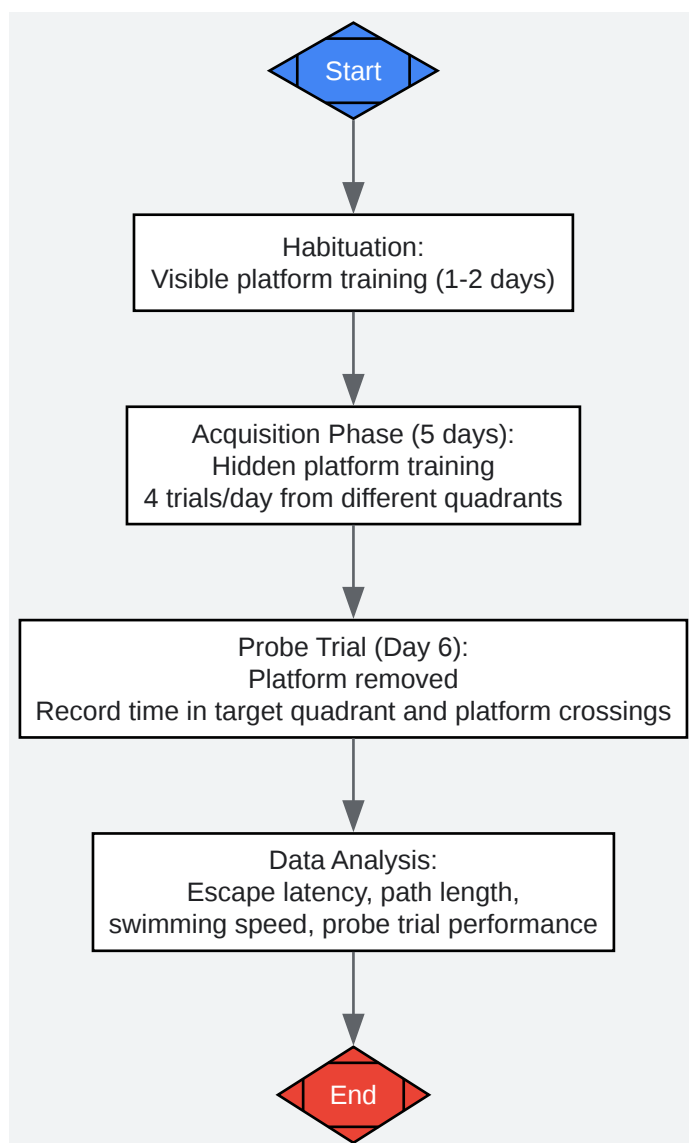 Start
Habituation:
Visible platform training (1-2 days)
Acquisition Phase (5 days):
Hidden platform training
4 trials/day from different quadrants
Probe Trial (Day 6):
Platform removed
Record time in target quadrant and platform crossings
Data Analysis:
Escape latency, path length,
swimming speed, probe trial performance
End